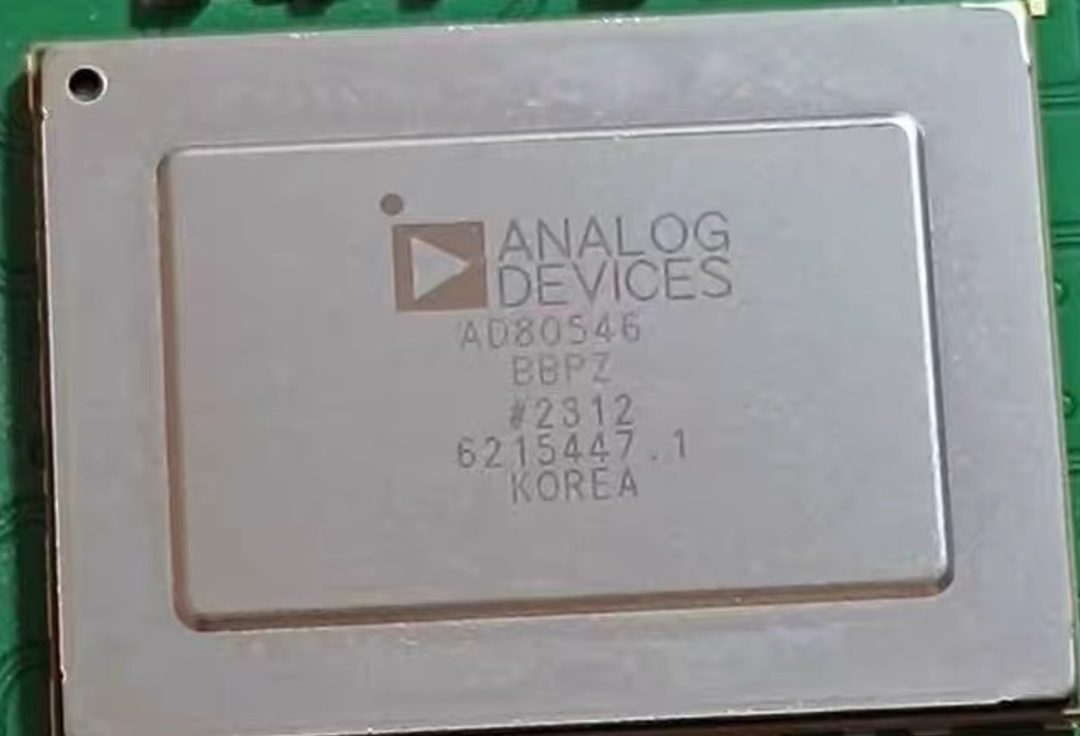 ANALOG
DEVICES
AD80546
BBPZ
#2312
6215447.1
KOREA